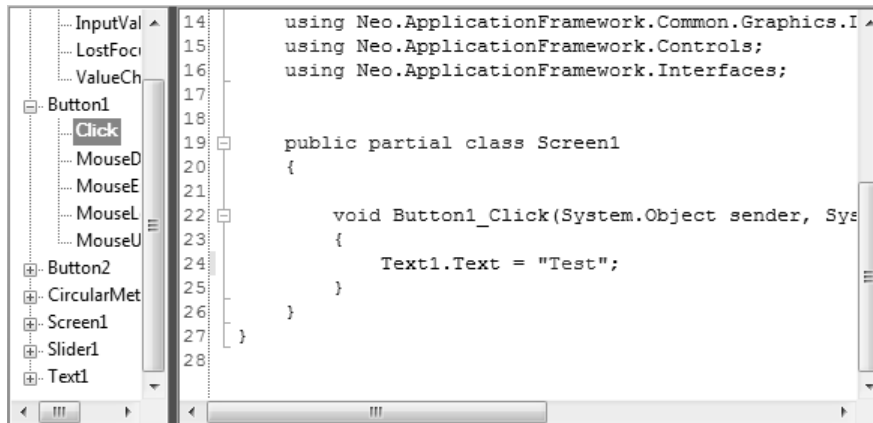 InputVal
LostFoc
ValueCh
Button1
Click
MouseD
MouseE
MouseL
MouseU
Button2
CircularMet
Screen1
Slider1
Text1
14 using Neo.ApplicationFramework.Common.Graphics.
15 using Neo.ApplicationFramework.Controls;
16 using Neo.ApplicationFramework.Interfaces;
17
18
19 public partial class Screen1
20 {
21
22 void Button1_Click(System.Object sender, Sys
23 {
24 Text1.Text = "Test";
25 }
26 }
27 }
28